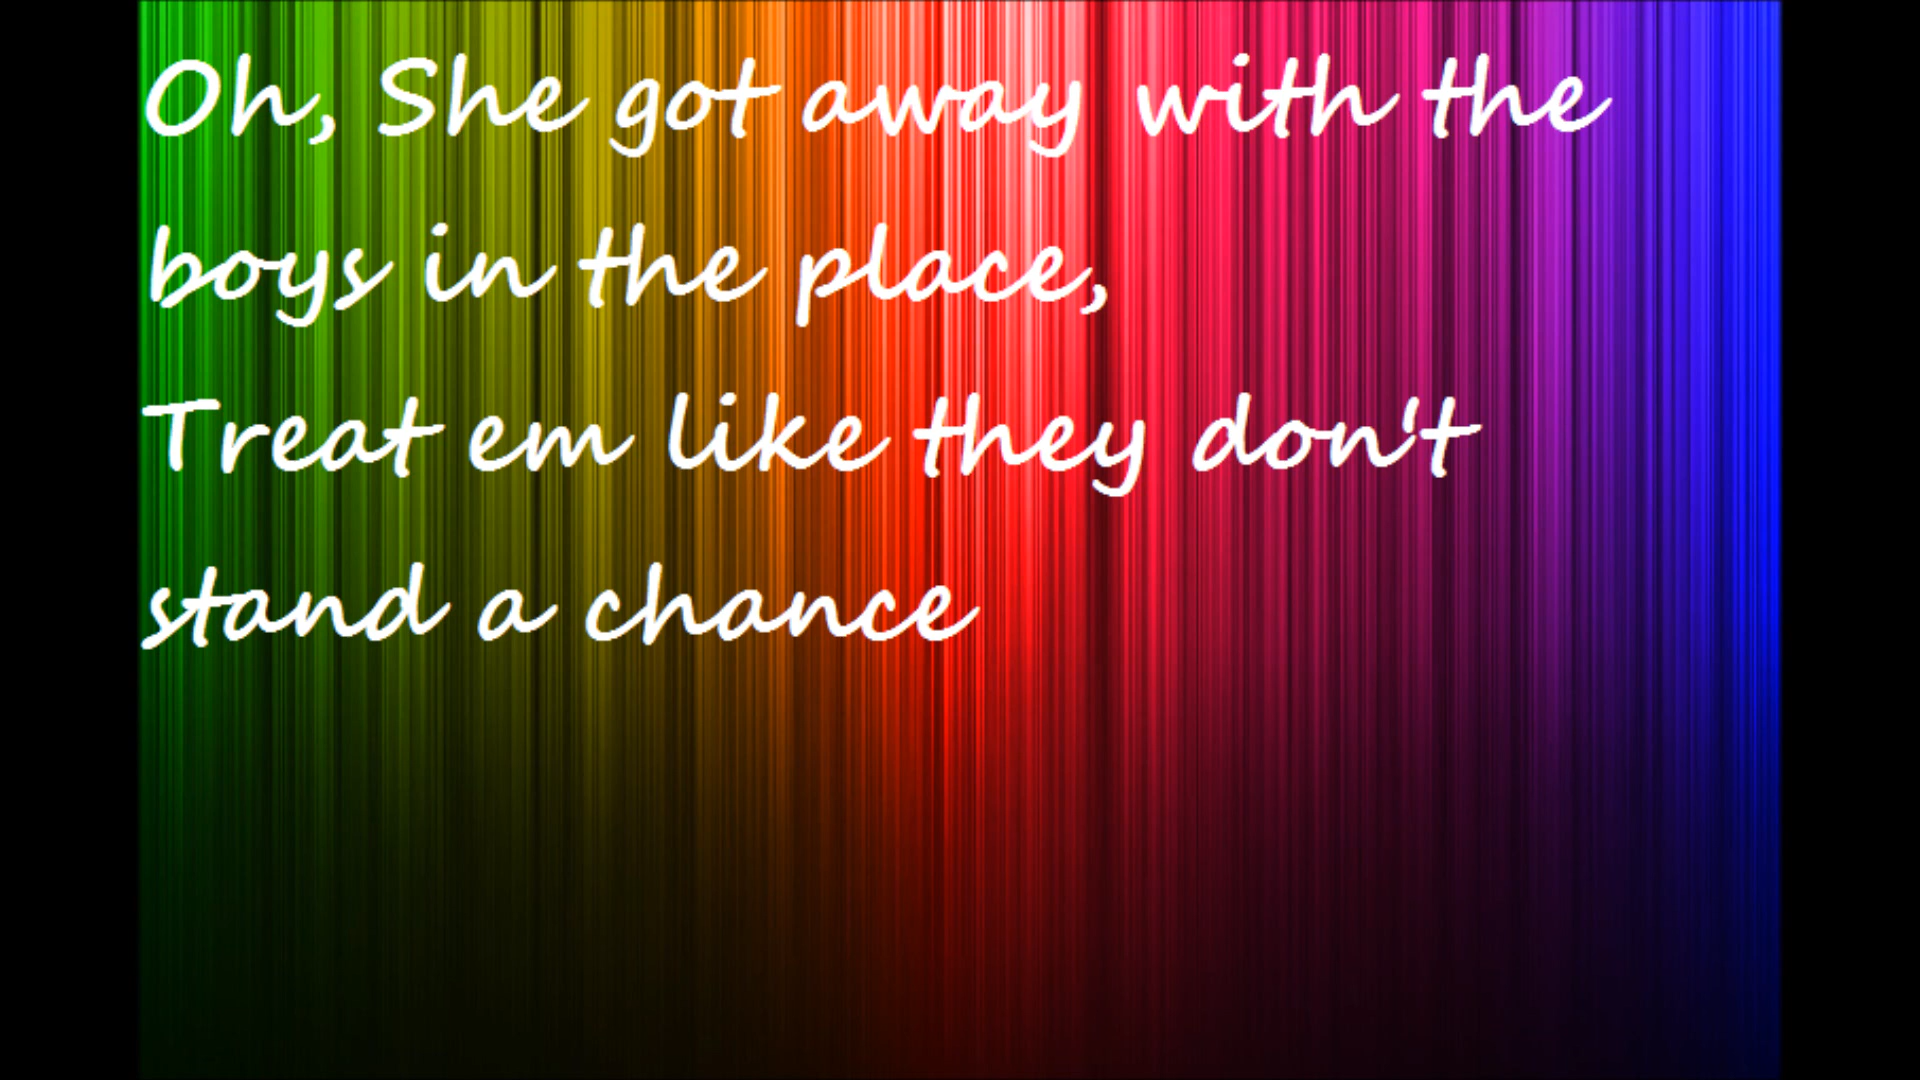 Oh, She got away with the
boys in the place,
Treat em like they don't
stand a chance